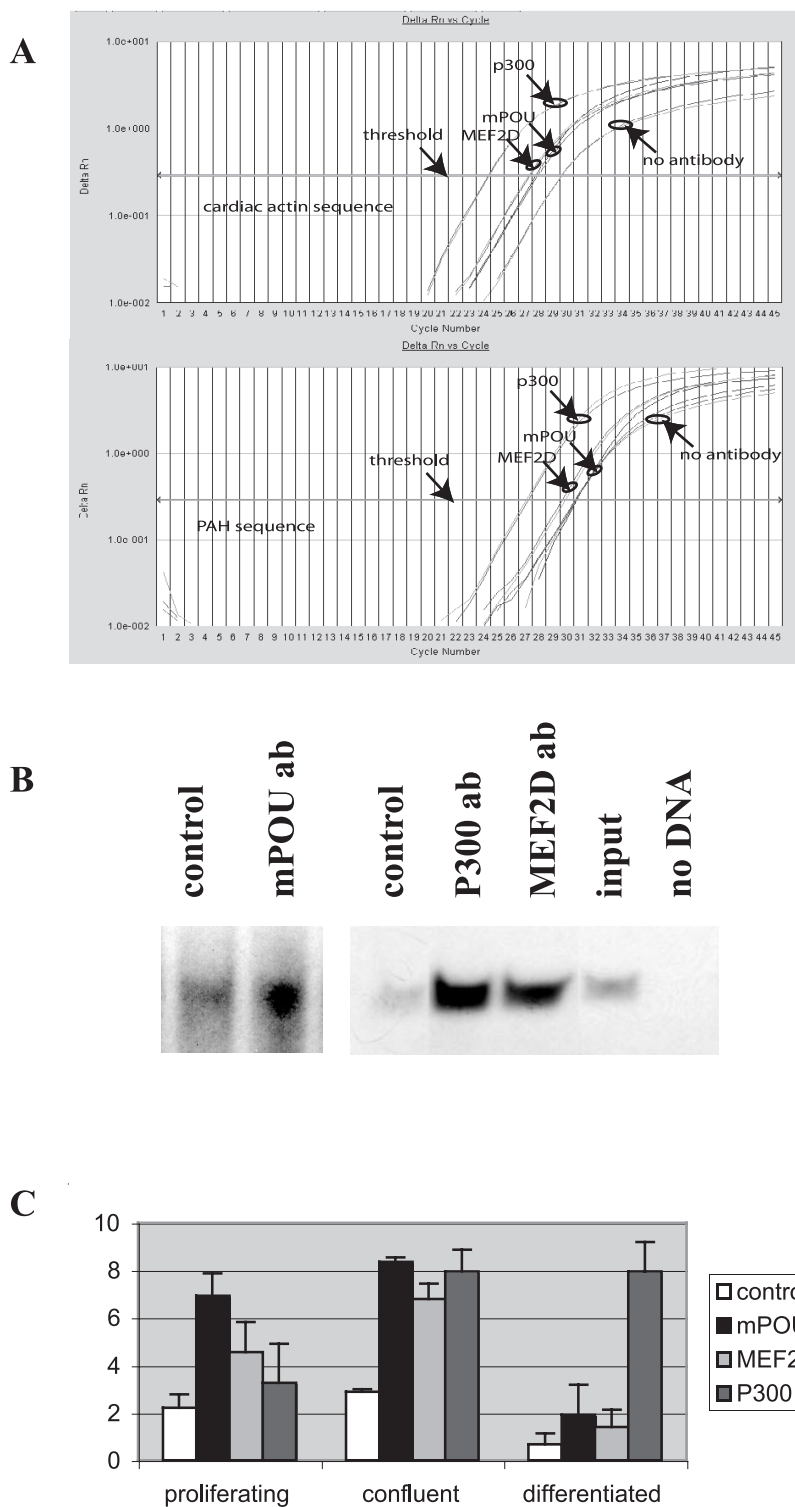 A
Delta Rn vs Cycle
1.0e+001
1.0e+000
1.0e-001
1.0e-002
Delta Rn
p300
mPOU
MEF2D
threshold
no antibody
cardiac actin sequence
1 2 3 4 5 6 7 8 9 10 11 12 13 14 15 16 17 18 19 20 21 22 23 24 25 26 27 28 29 30 31 32 33 34 35 36 37 38 39 40 41 42 43 44 45
Cycle Number
Delta Rn vs Cycle
1.0e+001
1.0e+000
1.0e-001
1.0e-002
Delta Rn
p300
mPOU
MEF2D
threshold
no antibody
PAH sequence
1 2 3 4 5 6 7 8 9 10 11 12 13 14 15 16 17 18 19 20 21 22 23 24 25 26 27 28 29 30 31 32 33 34 35 36 37 38 39 40 41 42 43 44 45
Cycle Number
B
control
mPOU ab
control
P300 ab
MEF2D ab
input
no DNA
C
10
8
6
4
2
0
proliferating confluent differentiated
contro
mPOU
MEF2
P300